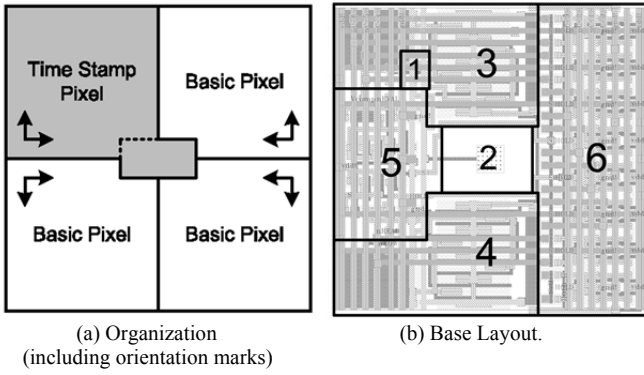 Time Stamp
Pixel
Basic Pixel
Basic Pixel
Basic Pixel
(a) Organization
(including orientation marks)
1
3
5
2
6
4
(b) Base Layout.